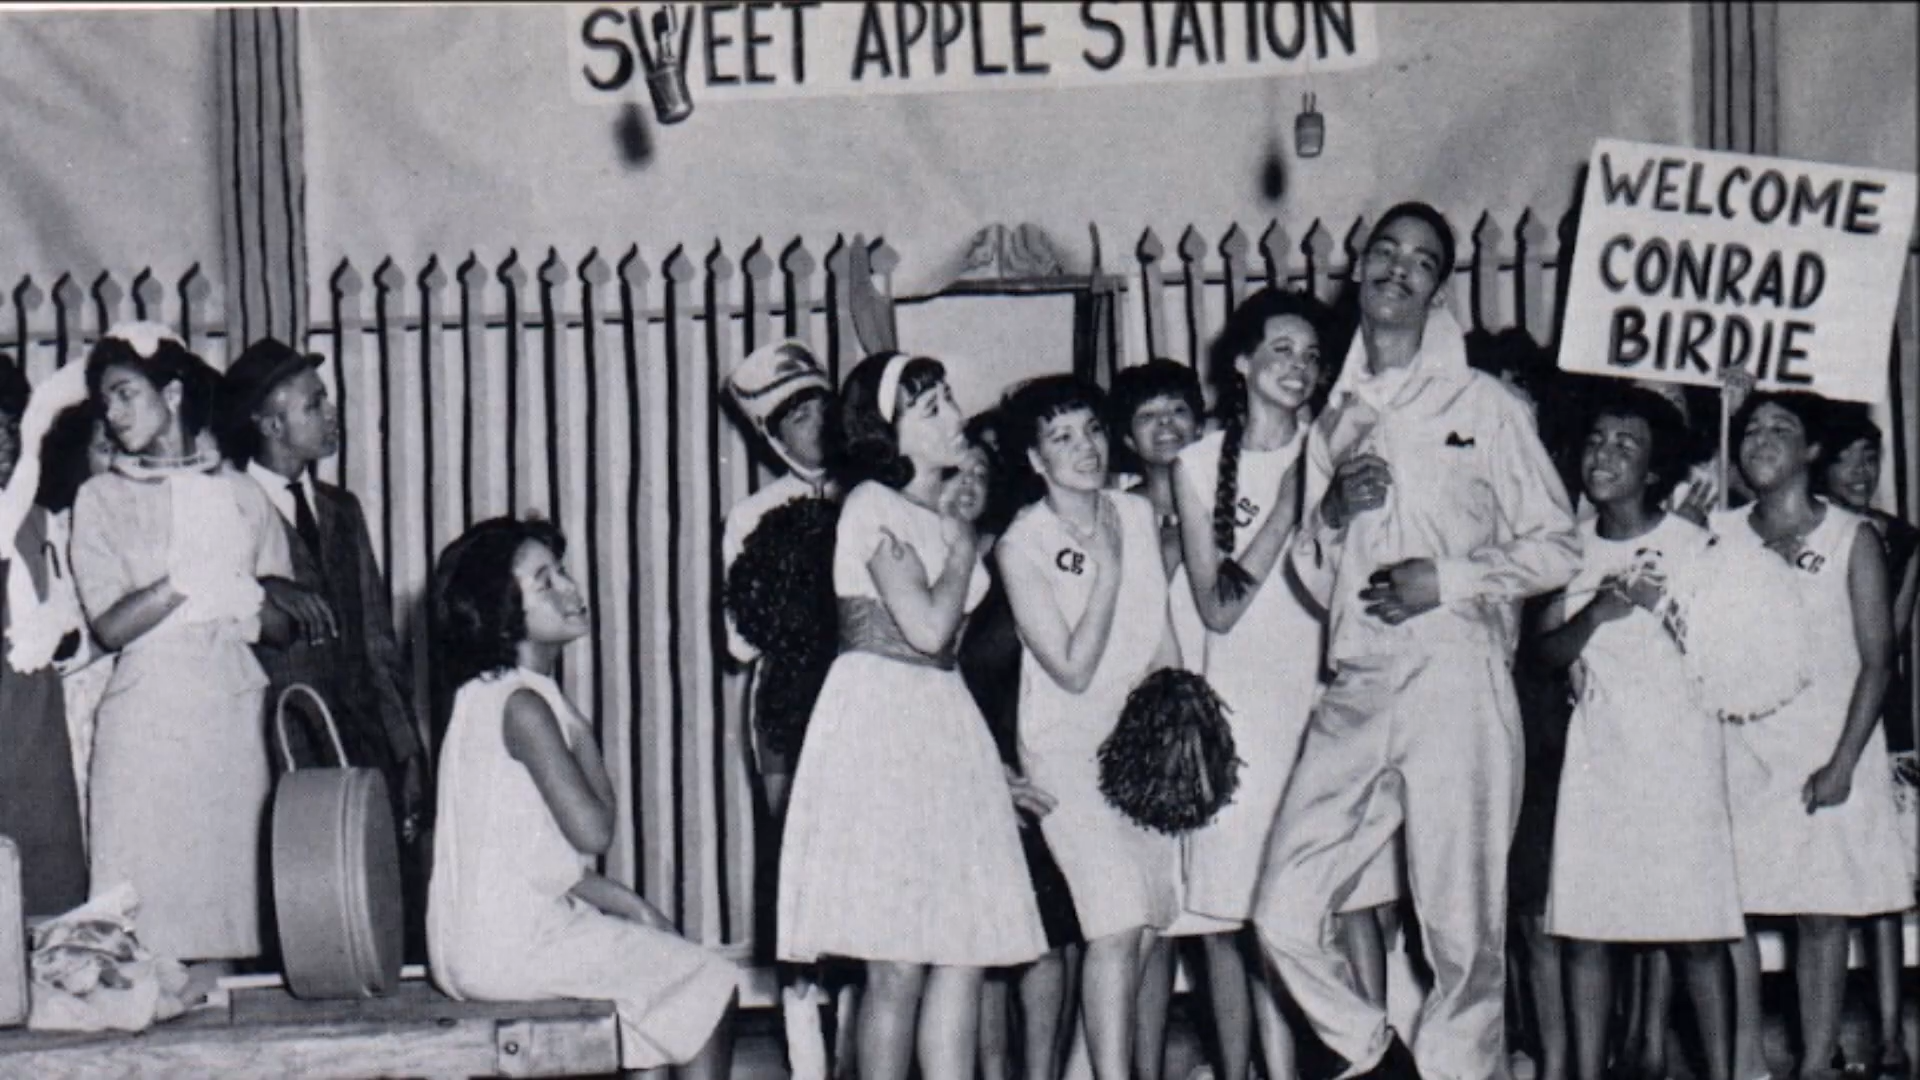 SWEET APPLE STATION
WELCOME
CONRAD
BIRDIE
CB
CB
CB